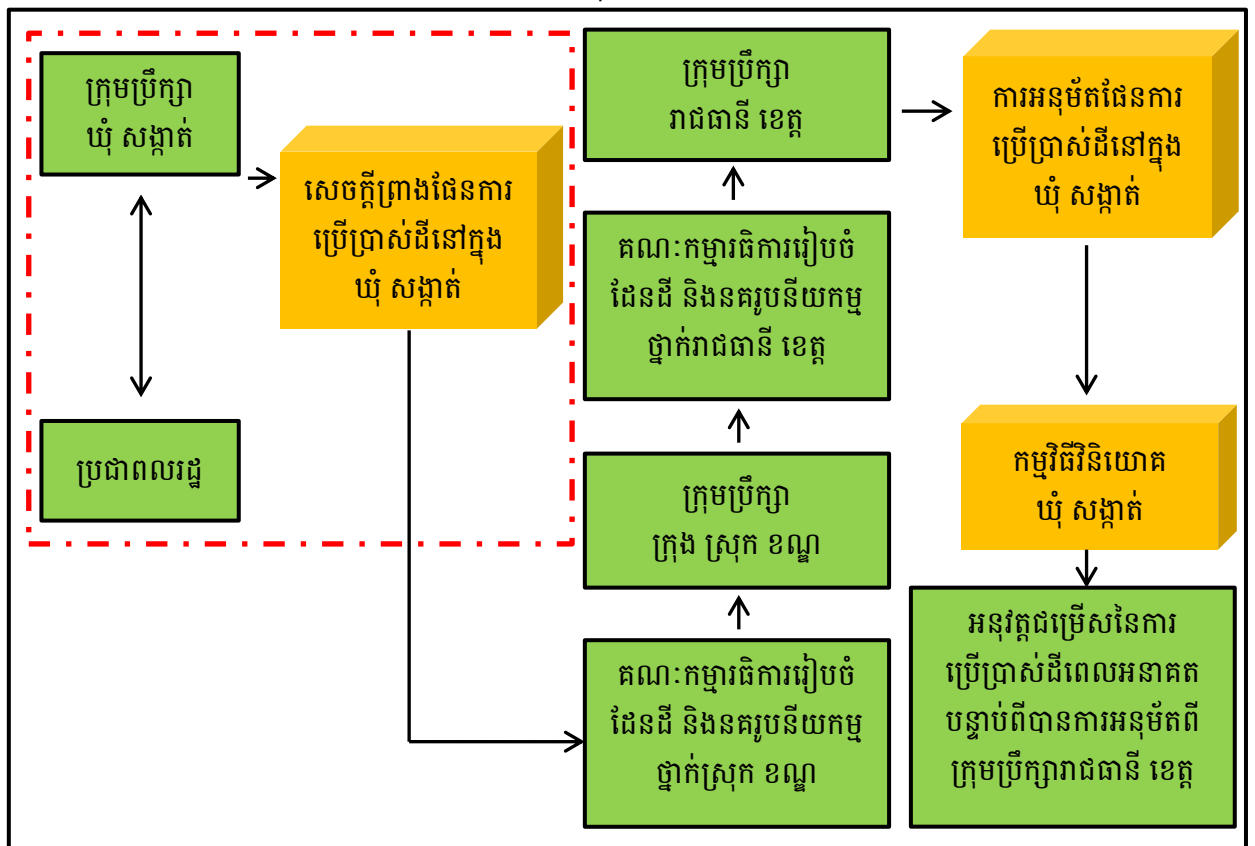 ក្រុមប្រឹក្សា
ឃុំ សង្កាត់
ប្រជាពលរដ្ឋ
សេចក្តីព្រាងផែនការ
ប្រើប្រាស់ដីនៅក្នុង
ឃុំ សង្កាត់
គណៈកម្មារធិការរៀបចំ
ដែនដី និងនគរូបនីយកម្ម
ថ្នាក់ស្រុក ខណ្ឌ
ក្រុមប្រឹក្សា
ក្រុង ស្រុក ខណ្ឌ
គណៈកម្មារធិការរៀបចំ
ដែនដី និងនគរូបនីយកម្ម
ថ្នាក់រាជធានី ខេត្ត
ក្រុមប្រឹក្សា
រាជធានី ខេត្ត
ការអនុម័តផែនការ
ប្រើប្រាស់ដីនៅក្នុង
ឃុំ សង្កាត់
កម្មវិធីវិនិយោគ
ឃុំ សង្កាត់
អនុវត្តជម្រើសនៃការ
ប្រើប្រាស់ដីពេលអនាគត
បន្ទាប់ពីបានការអនុម័តពី
ក្រុមប្រឹក្សារាជធានី ខេត្ត